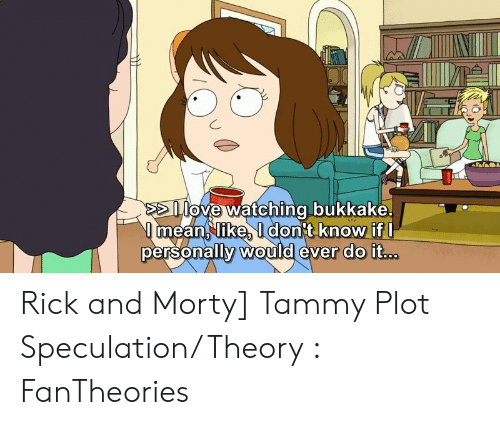 >> I love watching bukkake.
I mean, like, I don't know if I
personally would ever do it...
Rick and Morty] Tammy Plot
Speculation/Theory :
FanTheories